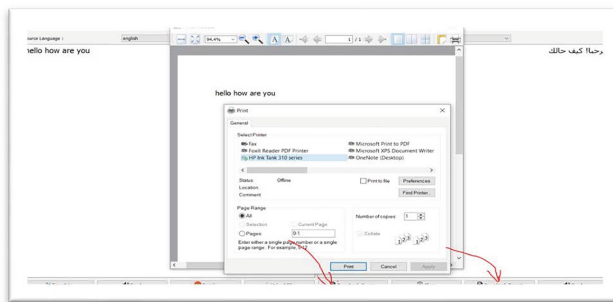 Source Language : english
hello how are you
مرحبا! كيف حالك
94.4%
1 / 1
hello how are you
Print
General
Select Printer
Fax
Microsoft Print to PDF
Foxit Reader PDF Printer
Microsoft XPS Document Writer
HP Ink Tank 310 series
OneNote (Desktop)
Status: Offline
Print to file
Preferences
Location:
Comment:
Find Printer...
Page Range
All
Number of copies: 1
Selection
Current Page
Pages:
Collate
Enter either a single page number or a single
page range. For example, 5-12
Print
Cancel
Apply